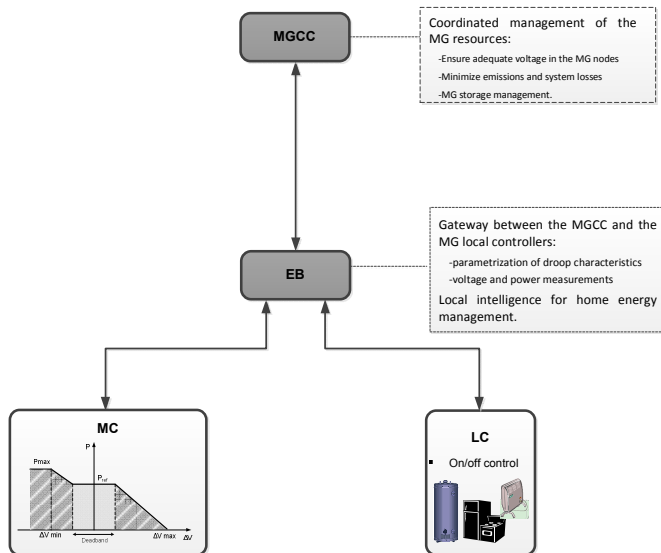 MGCC
Coordinated management of the
MG resources:
-Ensure adequate voltage in the MG nodes
-Minimize emissions and system losses
-MG storage management.
EB
Gateway between the MGCC and the
MG local controllers:
-parametrization of droop characteristics
-voltage and power measurements
Local intelligence for home energy
management.
MC
P
Pmax
Pref
ΔV min
ΔV max
ΔV
Deedband
LC
▪ On/off control